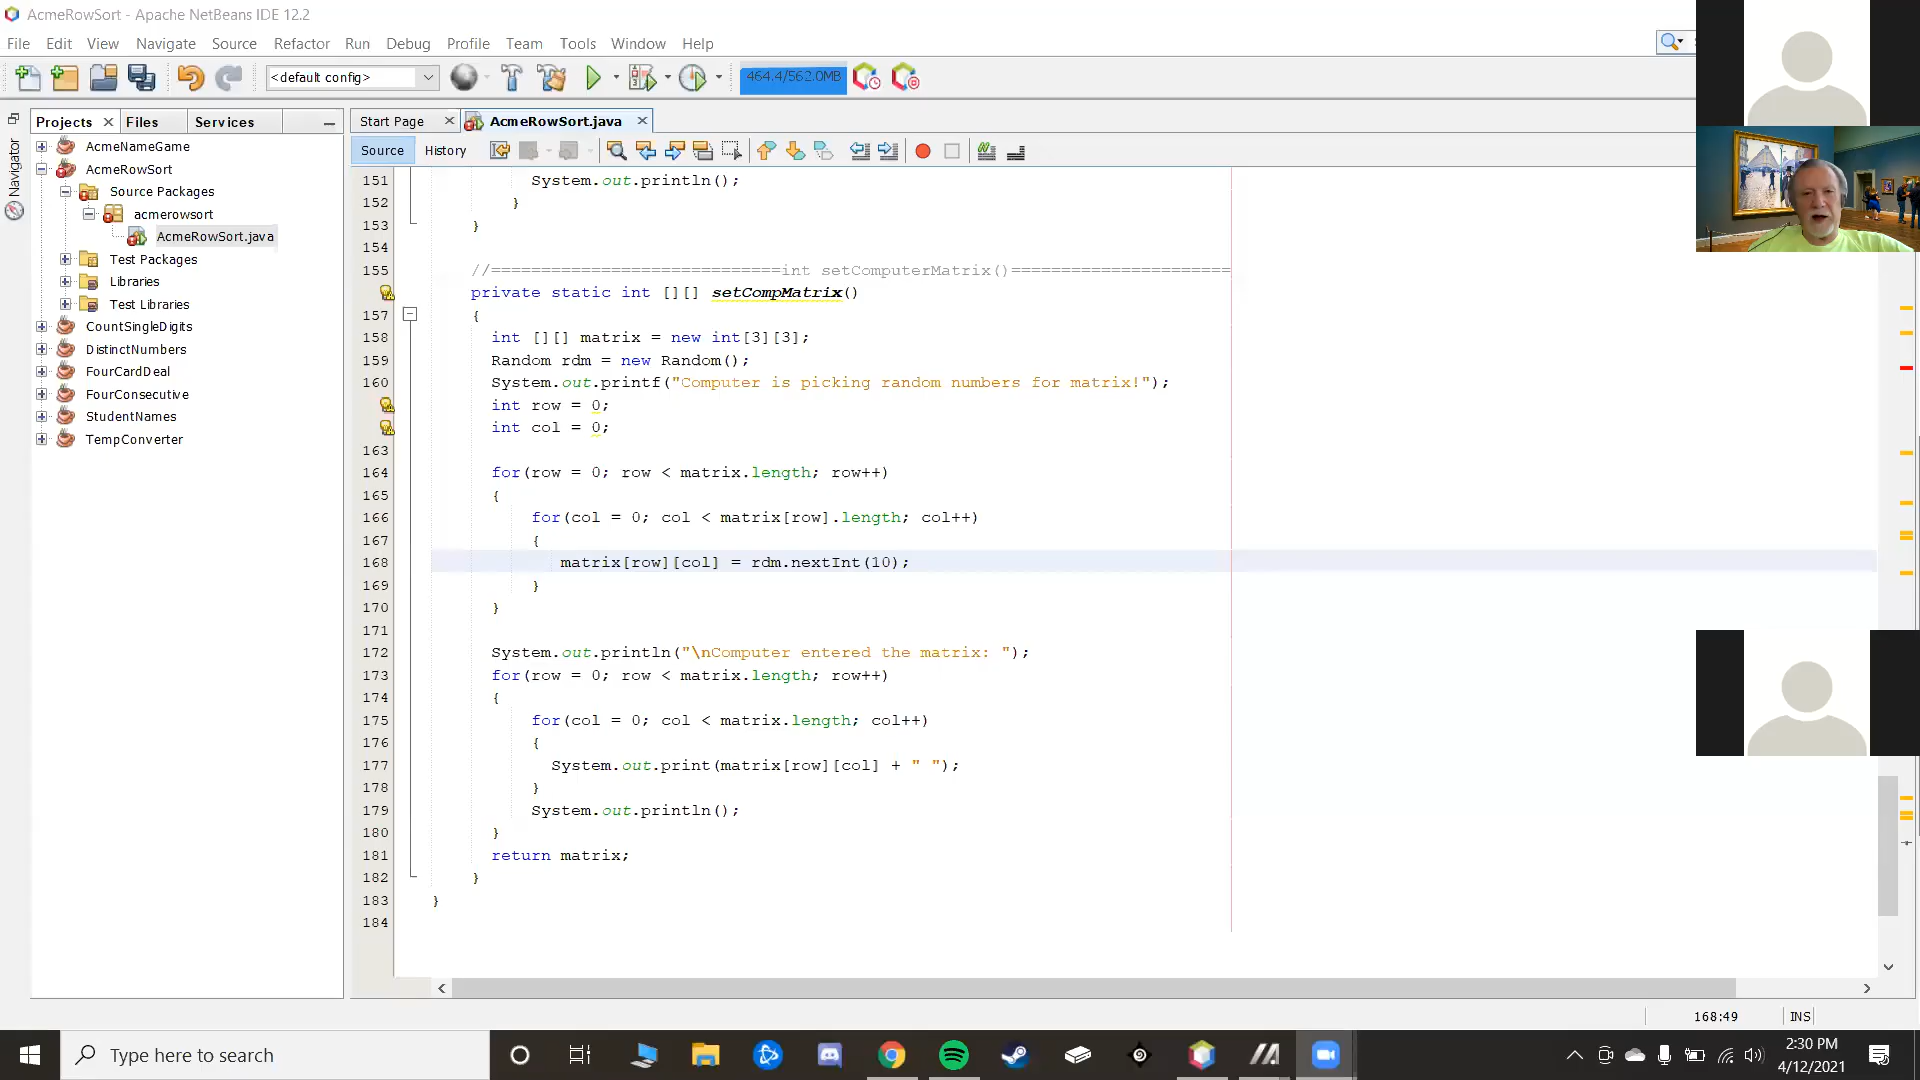 AcmeRowSort - Apache NetBeans IDE 12.2
File Edit View Navigate Source Refactor Run Debug Profile Team Tools Window Help
<default config>
464.4/562.0MB
Projects Files Services
Start Page AcmeRowSort.java
Source History
Navigator
AcmeNameGame
AcmeRowSort
Source Packages
acmerowsort
AcmeRowSort.java
Test Packages
Libraries
Test Libraries
CountSingleDigits
DistinctNumbers
FourCardDeal
FourConsecutive
StudentNames
TempConverter
151 System.out.println();
152 }
153 }
154
155 //=============================int setComputerMatrix()======================
private static int [][] setCompMatrix()
157 {
158 int [][] matrix = new int[3][3];
159 Random rdm = new Random();
160 System.out.printf("Computer is picking random numbers for matrix!");
int row = 0;
int col = 0;
163
164 for(row = 0; row < matrix.length; row++)
165 {
166 for(col = 0; col < matrix[row].length; col++)
167 {
168 matrix[row][col] = rdm.nextInt(10);
169 }
170 }
171
172 System.out.println("\nComputer entered the matrix: ");
173 for(row = 0; row < matrix.length; row++)
174 {
175 for(col = 0; col < matrix.length; col++)
176 {
177 System.out.print(matrix[row][col] + " ");
178 }
179 System.out.println();
180 }
181 return matrix;
182 }
183 }
184
168:49 INS
Type here to search
2:30 PM
4/12/2021